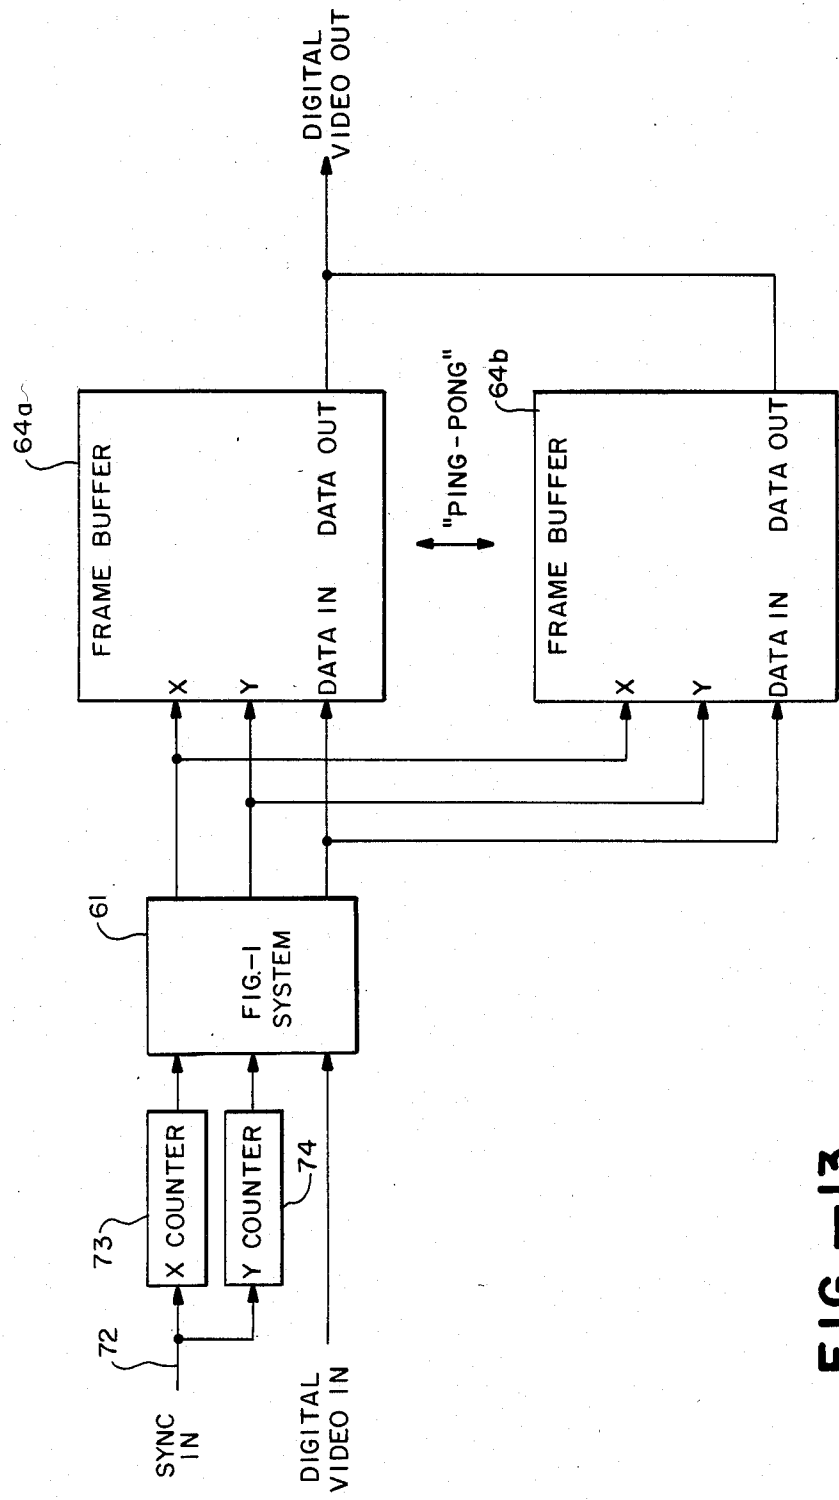 SYNC
IN
72
73
X COUNTER
Y COUNTER
74
DIGITAL
VIDEO IN
61
FIG.-1
SYSTEM
64a
FRAME BUFFER
X
Y
DATA IN DATA OUT
"PING-PONG"
64b
FRAME BUFFER
X
Y
DATA IN DATA OUT
DIGITAL
VIDEO OUT
FIG.—13